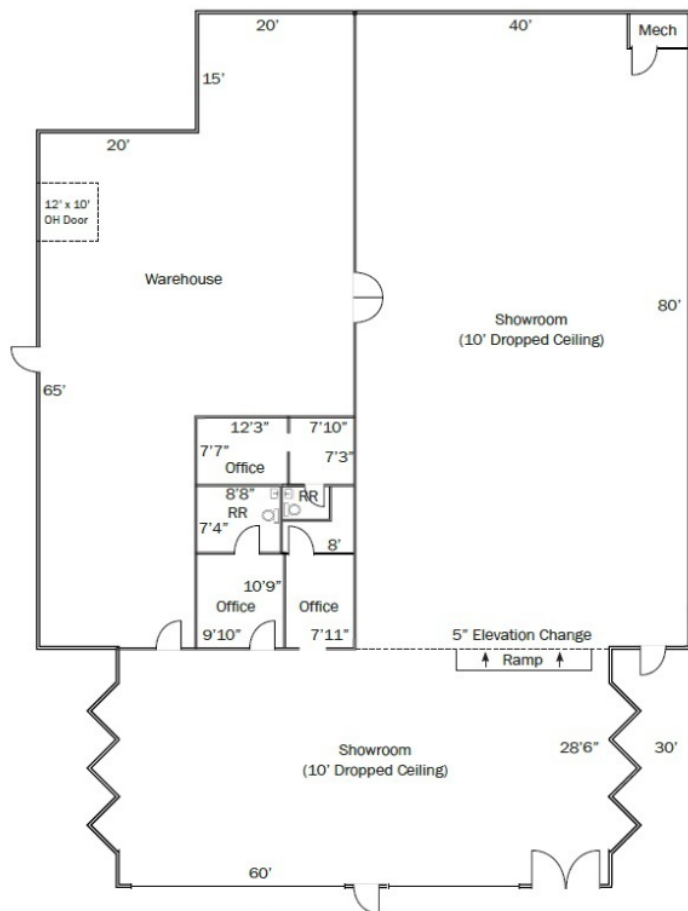 20’
40’
Mech
15’
20’
12’ x 10’
OH Door
Warehouse
Showroom
(10’ Dropped Ceiling)
80’
65’
12’3”
7’10”
7’7”
7’3”
Office
8’8”
RR
RR
7’4”
8’
10’9”
Office
Office
9’10”
7’11”
5” Elevation Change
Ramp
Showroom
(10’ Dropped Ceiling)
28’6”
30’
60’